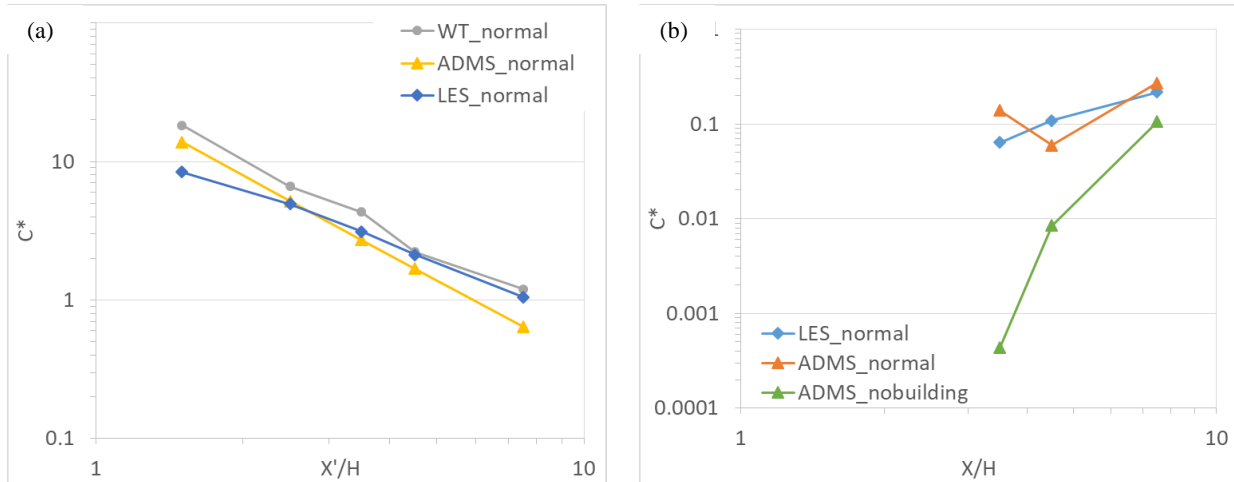 (a)
WT_normal
ADMS_normal
LES_normal
10
1
0.1
C*
1
10
X'/H
(b)
1
0.1
0.01
0.001
0.0001
C*
LES_normal
ADMS_normal
ADMS_nobuilding
1
10
X/H